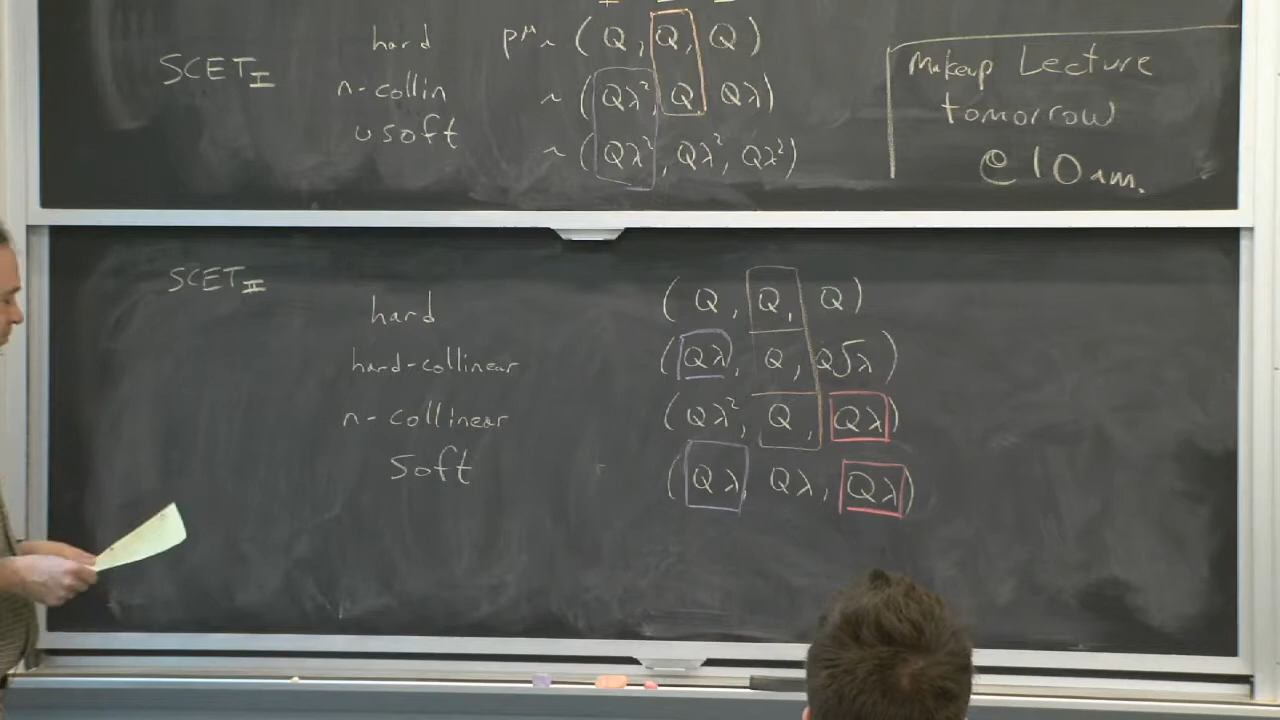 hard p^μ ~ (Q, Q, Q)
SCET_I n-collin ~ (Qλ², Q, Qλ)
usoft ~ (Qλ², Qλ², Qλ²)
Makeup Lecture
tomorrow
@ 10 am.
SCET_II
hard (Q, Q, Q)
hard-collinear (Qλ, Q, Q√λ)
n-collinear (Qλ², Q, Qλ)
soft (Qλ, Qλ, Qλ)